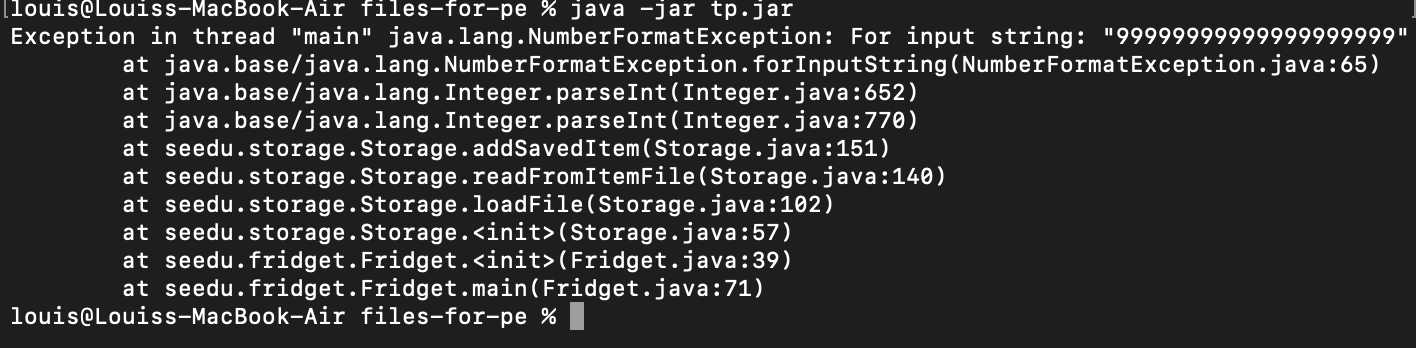 [louis@Louiss-MacBook-Air files-for-pe % java -jar tp.jar
Exception in thread "main" java.lang.NumberFormatException: For input string: "99999999999999999999"
at java.base/java.lang.NumberFormatException.forInputString(NumberFormatException.java:65)
at java.base/java.lang.Integer.parseInt(Integer.java:652)
at java.base/java.lang.Integer.parseInt(Integer.java:770)
at seedu.storage.Storage.addSavedItem(Storage.java:151)
at seedu.storage.Storage.readFromItemFile(Storage.java:140)
at seedu.storage.Storage.loadFile(Storage.java:102)
at seedu.storage.Storage.<init>(Storage.java:57)
at seedu.fridget.Fridget.<init>(Fridget.java:39)
at seedu.fridget.Fridget.main(Fridget.java:71)
louis@Louiss-MacBook-Air files-for-pe %